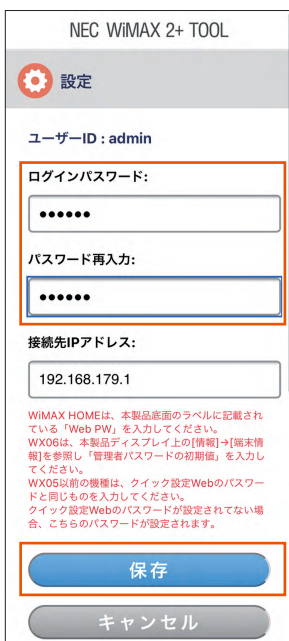 NEC WiMAX 2+ TOOL
設定
ユーザーID : admin
ログインパスワード:
••••••
パスワード再入力:
••••••
接続先IPアドレス:
192.168.179.1
WiMAX HOMEは、本製品底面のラベルに記載され
ている「Web PW」を入力してください。
WX06は、本製品ディスプレイ上の[情報]→[端末情
報]を参照し「管理者パスワードの初期値」を入力し
てください。
WX05以前の機種は、クイック設定Webのパスワー
ドと同じものを入力してください。
クイック設定Webのパスワードが設定されてない場
合、こちらのパスワードが設定されます。
保存
キャンセル